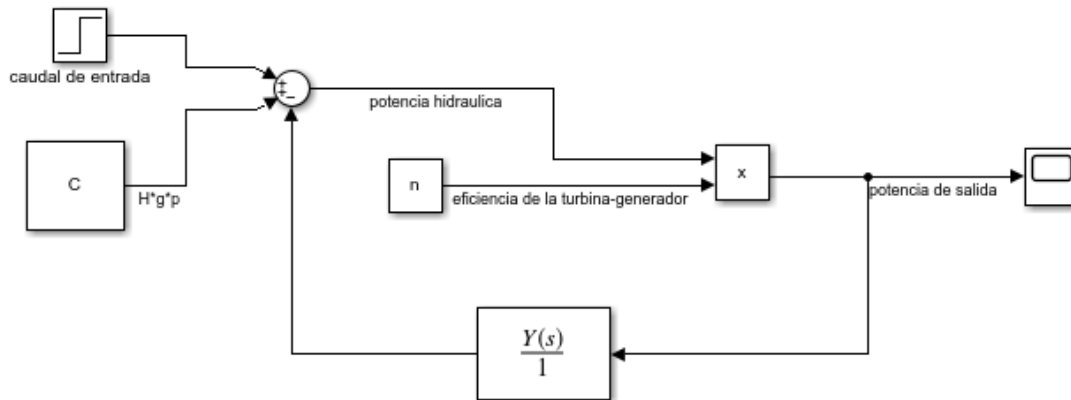 caudal de entrada
+
+
−
potencia hidraulica
C
H*g*p
n
eficiencia de la turbina-generador
x
potencia de salida
Y(s)
1